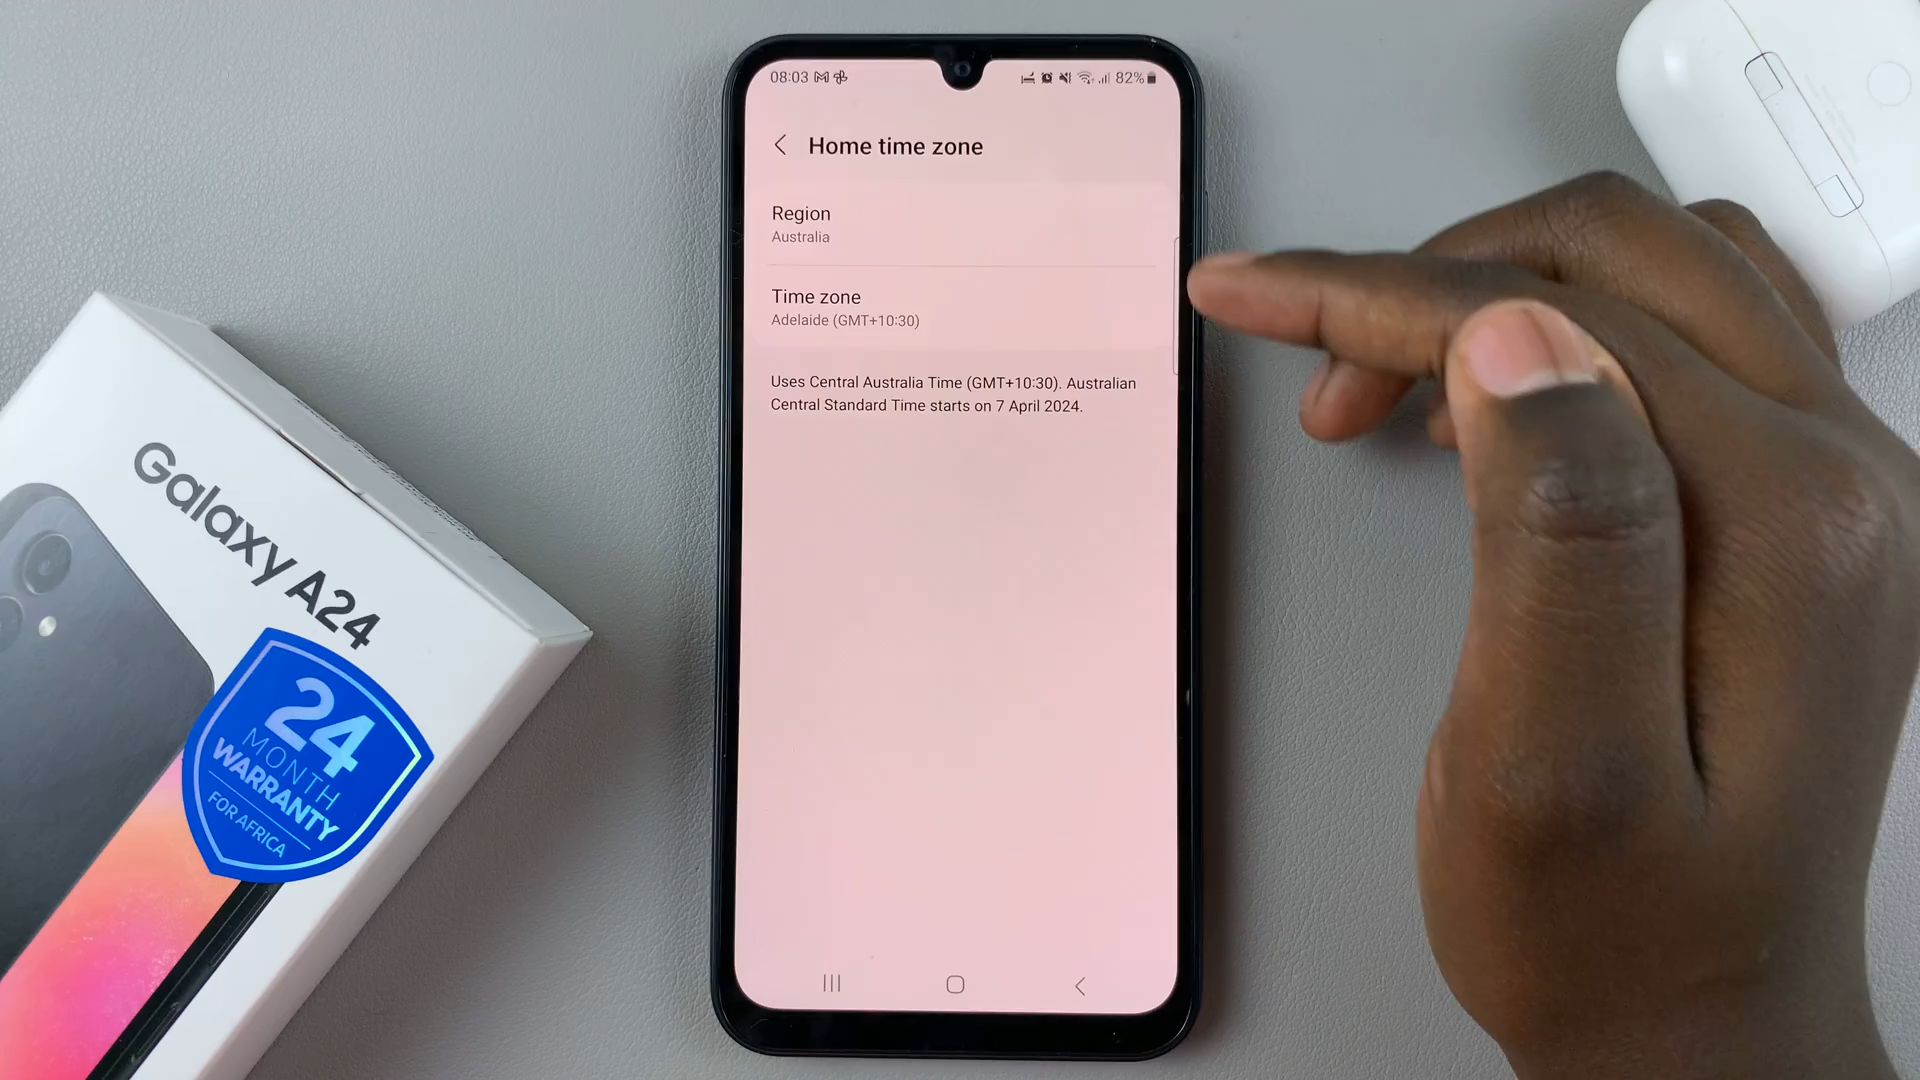 08:03 82%
Home time zone
Region
Australia
Time zone
Adelaide (GMT+10:30)
Uses Central Australia Time (GMT+10:30). Australian
Central Standard Time starts on 7 April 2024.
Galaxy A24
24
MONTH
WARRANTY
FOR AFRICA